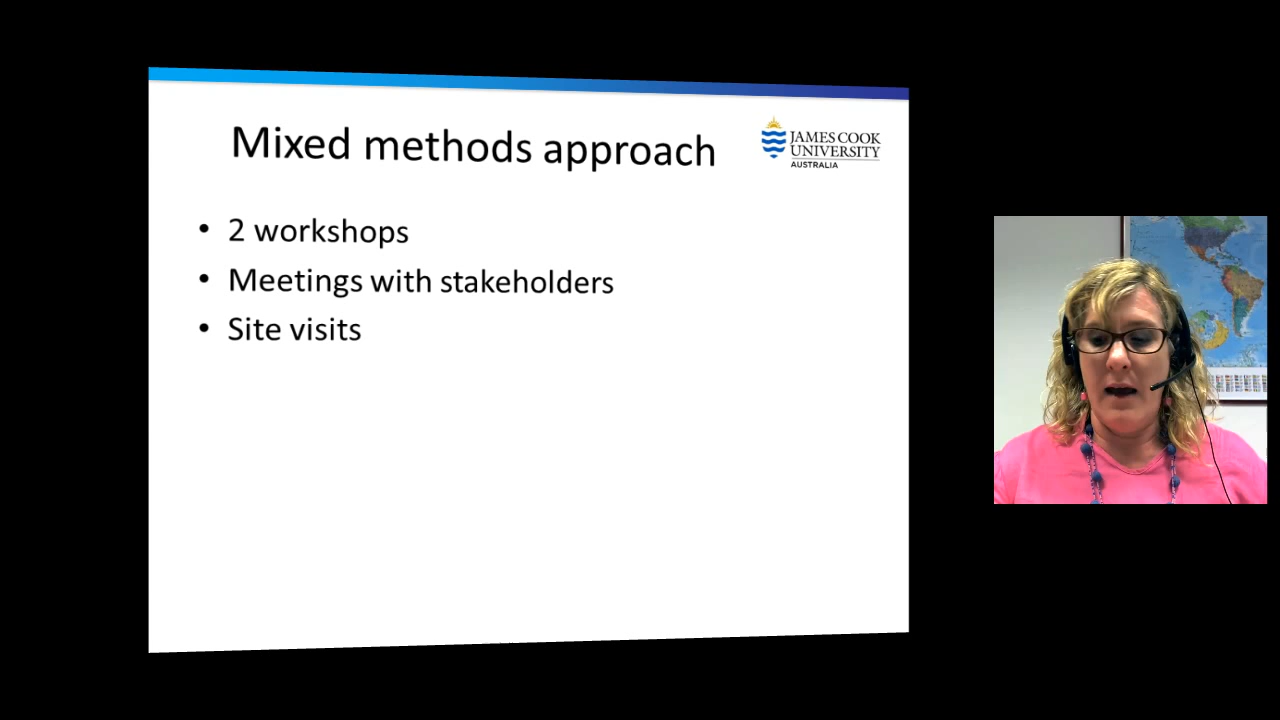 Mixed methods approach
JAMES COOK
UNIVERSITY
AUSTRALIA
• 2 workshops
• Meetings with stakeholders
• Site visits